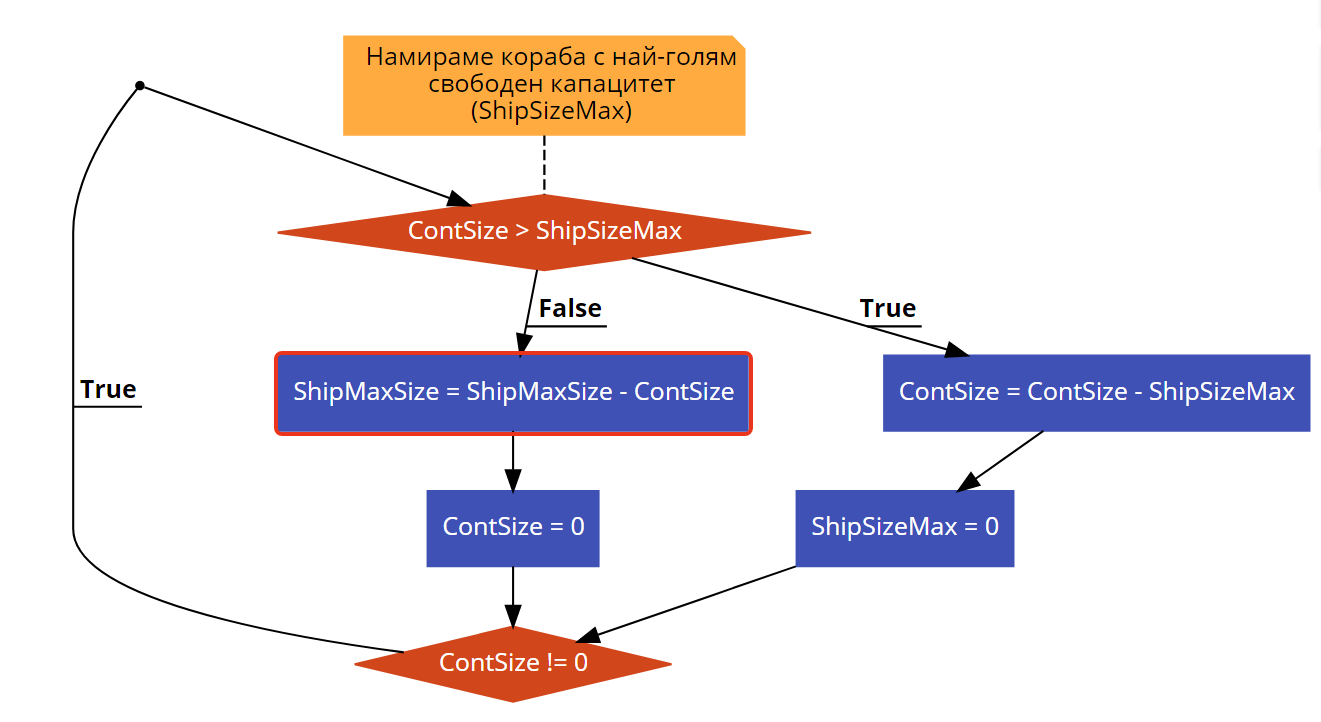 Намираме кораба с най-голям
свободен капацитет
(ShipSizeMax)
ContSize > ShipSizeMax
False
True
True
ShipMaxSize = ShipMaxSize - ContSize
ContSize = ContSize - ShipSizeMax
ContSize = 0
ShipSizeMax = 0
ContSize != 0